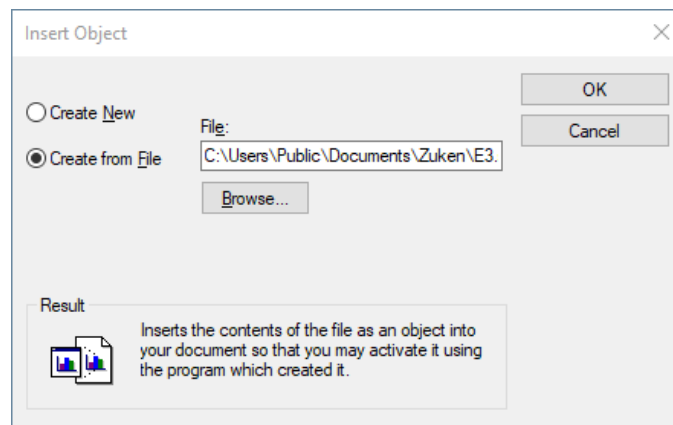 Insert Object
Create New
Create from File
File:
C:\Users\Public\Documents\Zuken\E3.
Browse...
OK
Cancel
Result
Inserts the contents of the file as an object into
your document so that you may activate it using
the program which created it.